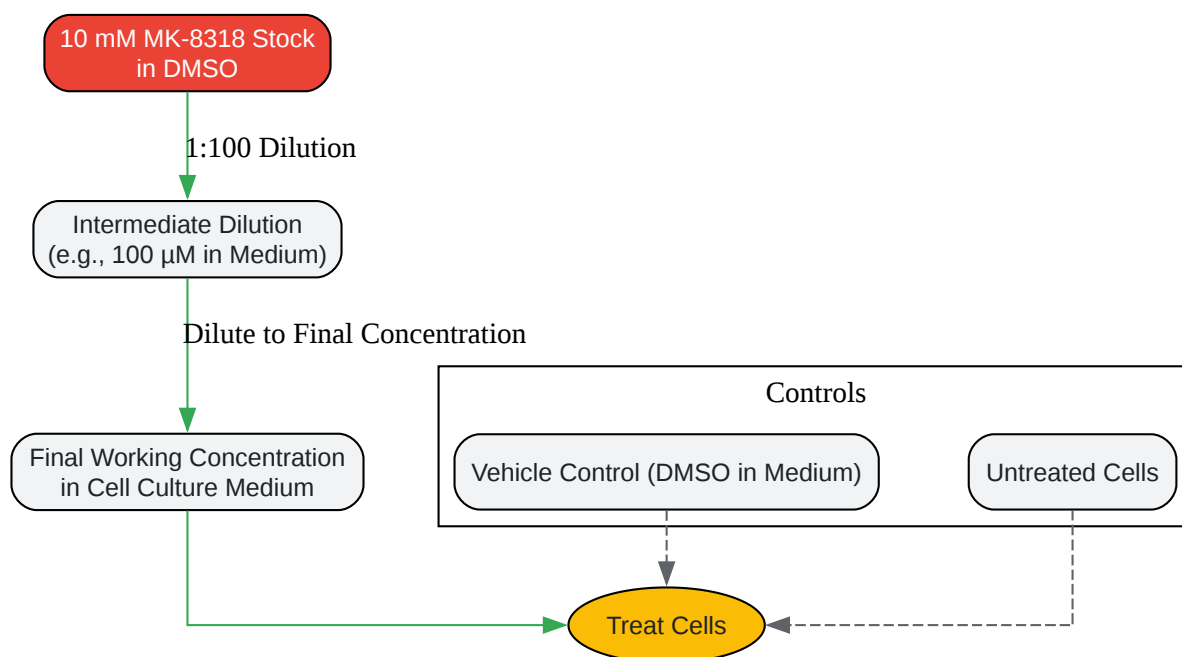 10 mM MK-8318 Stock
in DMSO
1:100 Dilution
Intermediate Dilution
(e.g., 100 µM in Medium)
Dilute to Final Concentration
Controls
Final Working Concentration
in Cell Culture Medium
Vehicle Control (DMSO in Medium)
Untreated Cells
Treat Cells